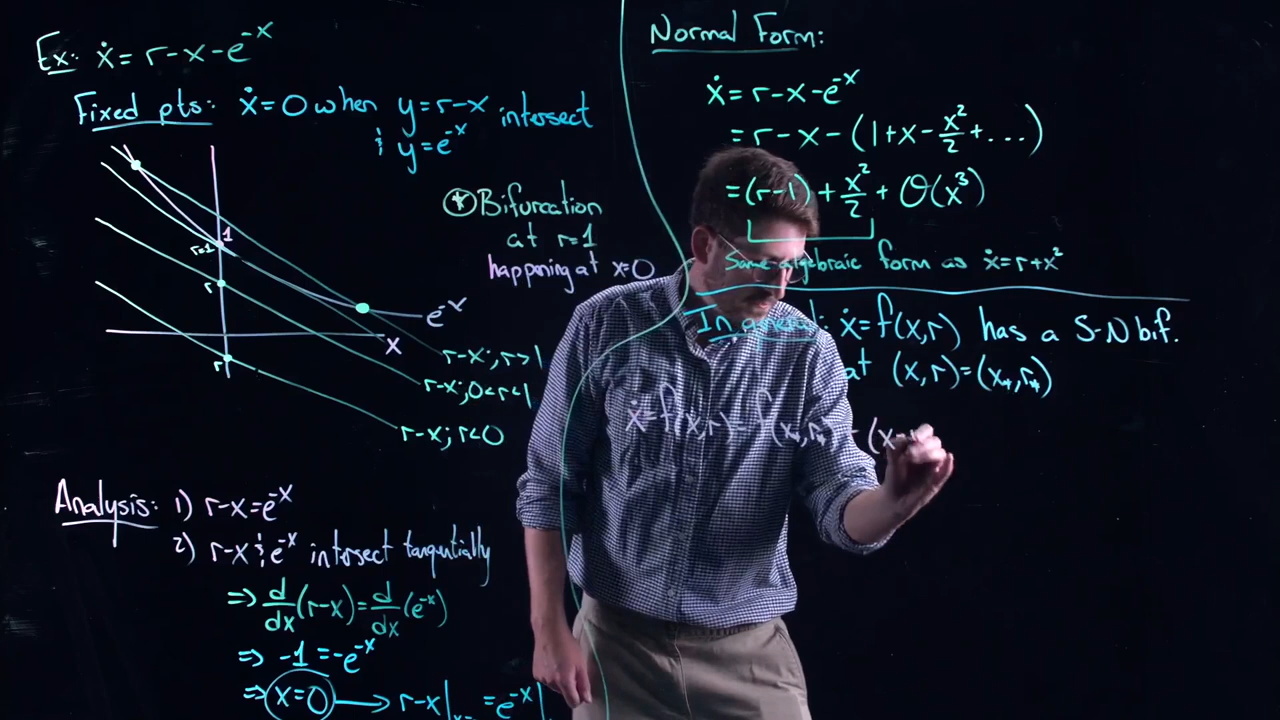 Ex: ẋ = r-x-e^{-x}
Fixed pts: ẋ=0 when y=r-x intersect
& y=e^{-x}
⊛ Bifurcation
at r=1
happening at x=0
1
r=1
r
r
e^{-x}
x
r-x; r>1
r-x; 0<r<1
r-x; r<0
Analysis: 1) r-x=e^{-x}
2) r-x & e^{-x} intersect tangentially
⇒ d/dx (r-x) = d/dx (e^{-x})
⇒ -1 = -e^{-x}
⇒ x=0 → r-x| = e^{-x}|
Normal Form:
ẋ = r-x-e^{-x}
= r-x-(1+x-x²/2+...)
= (r-1) + x²/2 + O(x³)
Same algebraic form as ẋ=r+x²
In general: ẋ=f(x,r) has a S-N bif.
at (x,r)=(x*,r*)
ẋ=f(x,r)=f(x*,r*) + (x-